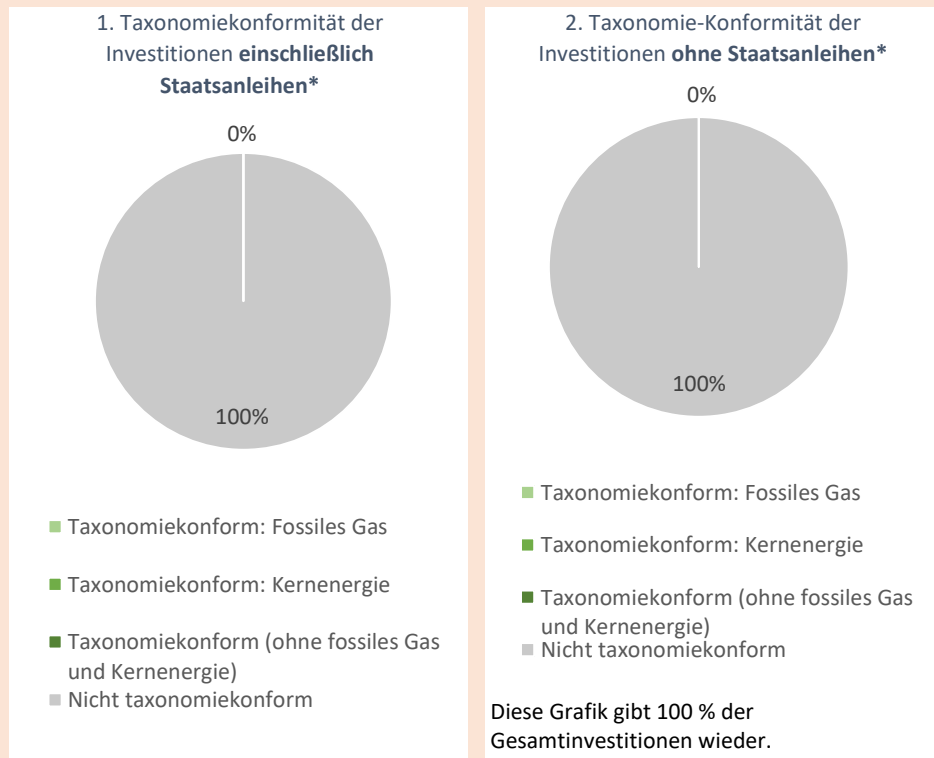 1. Taxonomiekonformität der
Investitionen einschließlich
Staatsanleihen*
0%
100%
Taxonomiekonform: Fossiles Gas
Taxonomiekonform: Kernenergie
Taxonomiekonform (ohne fossiles Gas
und Kernenergie)
Nicht taxonomiekonform
2. Taxonomie-Konformität der
Investitionen ohne Staatsanleihen*
0%
100%
Taxonomiekonform: Fossiles Gas
Taxonomiekonform: Kernenergie
Taxonomiekonform (ohne fossiles Gas
und Kernenergie)
Nicht taxonomiekonform
Diese Grafik gibt 100 % der
Gesamtinvestitionen wieder.